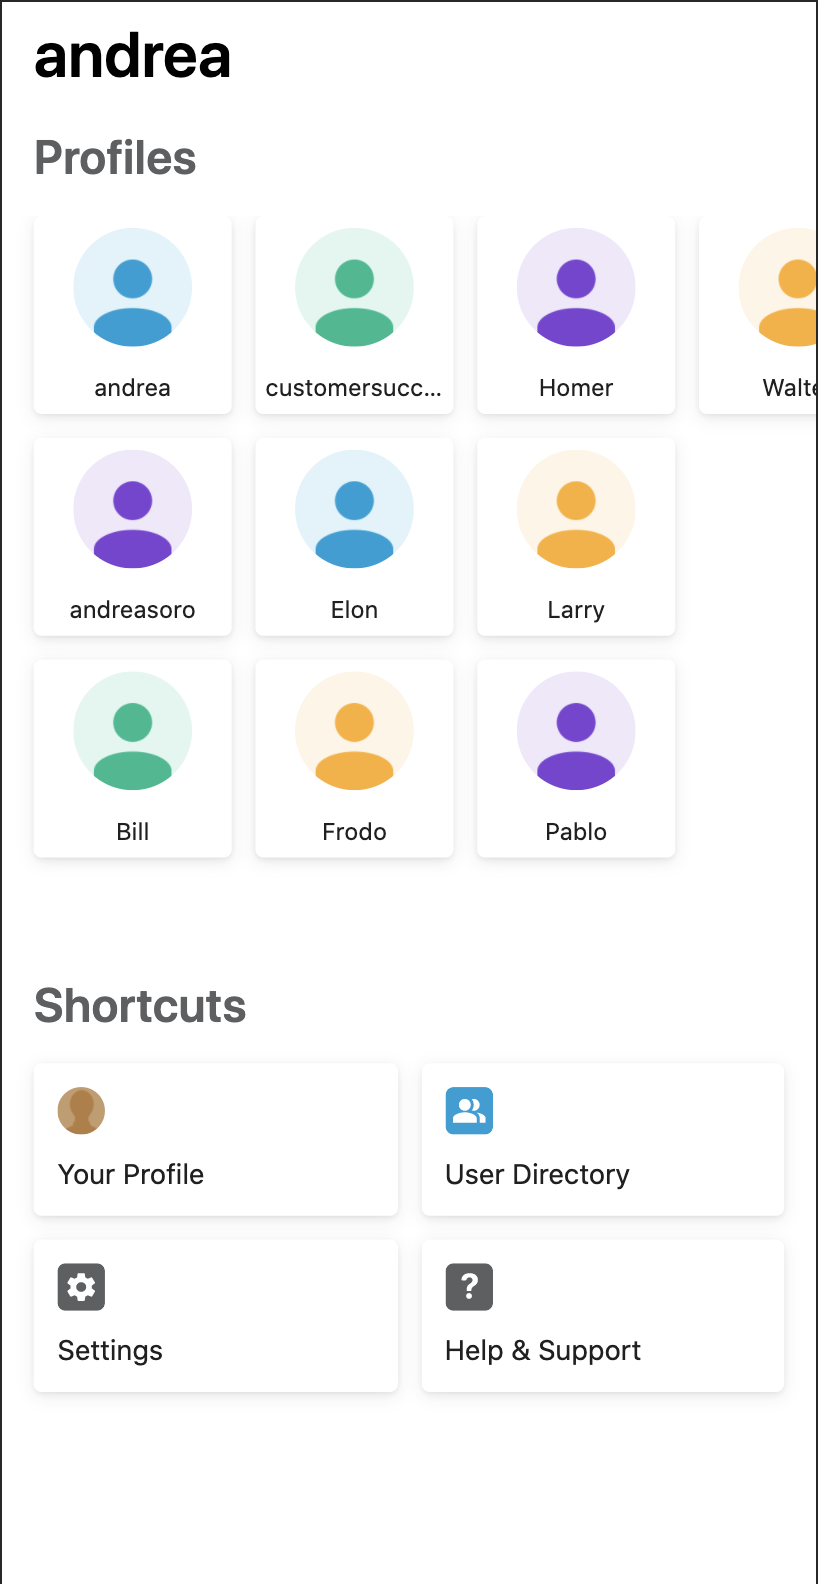 andrea
Profiles
andrea
customersucc...
Homer
Walte
andreasoro
Elon
Larry
Bill
Frodo
Pablo
Shortcuts
Your Profile
User Directory
Settings
?
Help & Support